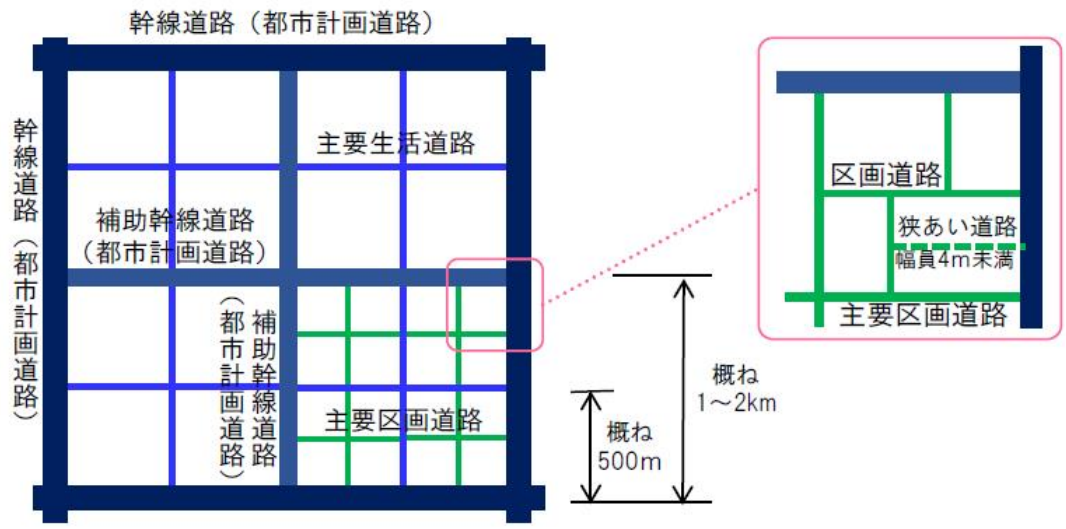 幹線道路（都市計画道路）
幹線道路（都市計画道路）
主要生活道路
補助幹線道路
（都市計画道路）
補助幹線道路
（都市計画道路）
主要区画道路
概ね
500m
概ね
1～2km
区画道路
狭あい道路
幅員4m未満
主要区画道路